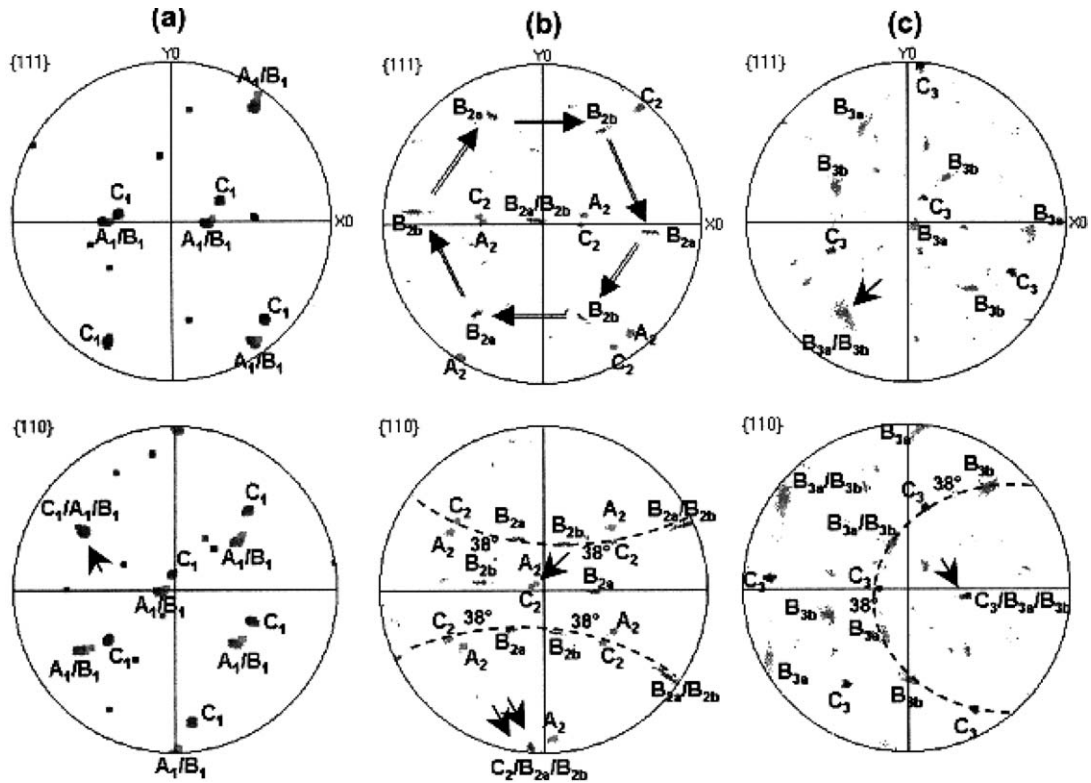 (a) (b) (c)
{111} Y0 A₁/B₁
C₁ C₁ X0
A₁/B₁ A₁/B₁
C₁ C₁
A₁/B₁
{111} Y0 C₂
B₂ₐ B₂b
C₂ B₂ₐ/B₂b A₂ X0
B₂b A₂ C₂ B₂ₐ
B₂ₐ B₂b A₂
A₂ C₂
{111} Y0 C₃
B₃ₐ
B₃b B₃b
C₃ B₃ₐ X0
C₃ B₃ₐ C₃
B₃b
B₃ₐ/B₃b
{110}
C₁/A₁/B₁ C₁
A₁/B₁
C₁
A₁/B₁
C₁ C₁
A₁/B₁ A₁/B₁
C₁
A₁/B₁
{110}
C₂ B₂ₐ B₂b A₂ B₂ₐ/B₂b
A₂ 38° 38° C₂
B₂b A₂ B₂ₐ
C₂
C₂ 38° 38° A₂
A₂ B₂ₐ B₂b C₂
B₂ₐ/B₂b
A₂
C₂/B₂ₐ/B₂b
{110} B₃ₐ
B₃b
B₃ₐ/B₃b C₃ 38°
B₃ₐ/B₃b
C₃ C₃
C₃/B₃ₐ/B₃b
B₃b 38°
B₃ₐ B₃ₐ
C₃ B₃b C₃